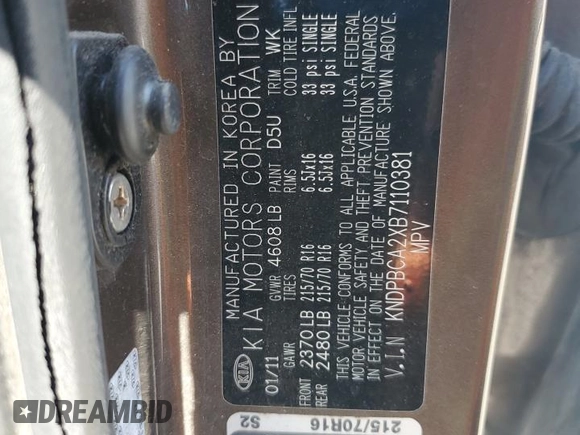 MANUFACTURED IN KOREA BY
KIA KIA MOTORS CORPORATION
01/11 GVWR 4608 LB PAINT D5U TRIM WK
GAWR TIRES RIMS COLD TIRE INFL
FRONT 2370 LB 215/70 R16 6.5Jx16 33 psi SINGLE
REAR 2480 LB 215/70 R16 6.5Jx16 33 psi SINGLE
THIS VEHICLE CONFORMS TO ALL APPLICABLE U.S.A. FEDERAL
MOTOR VEHICLE SAFETY AND THEFT PREVENTION STANDARDS
IN EFFECT ON THE DATE OF MANUFACTURE SHOWN ABOVE.
V.I.N KNDPBCA2XB7110381
MPV
S2 215/70R16
DREAMBID